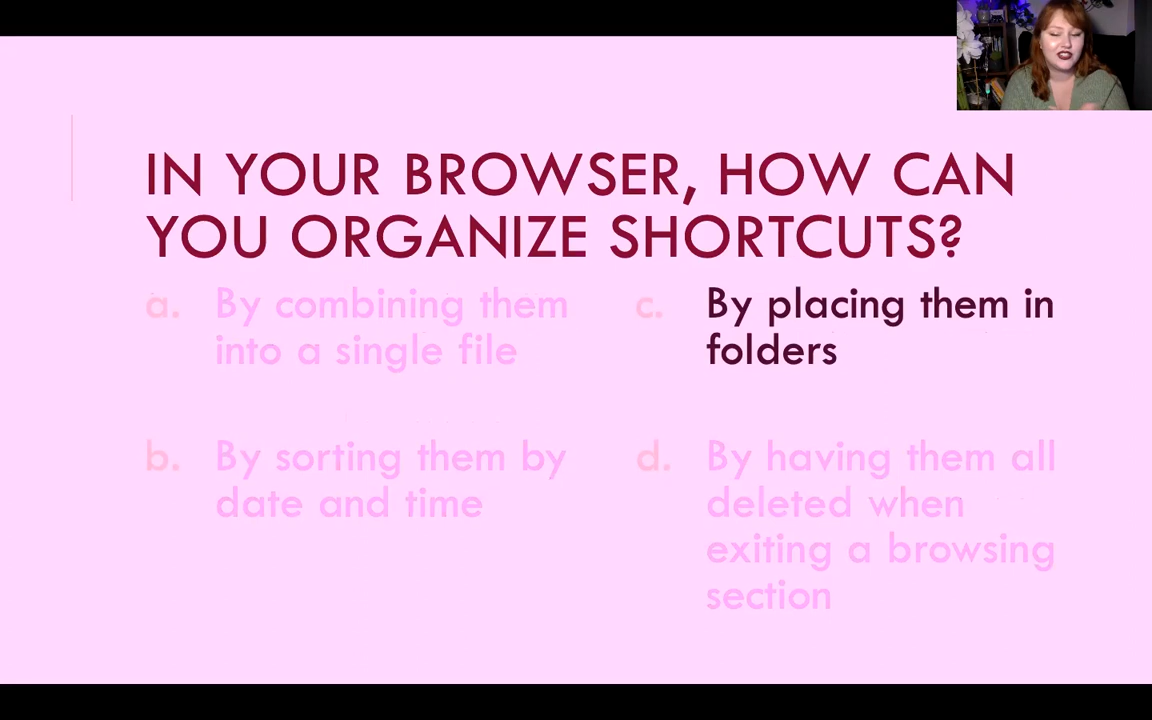 IN YOUR BROWSER, HOW CAN
YOU ORGANIZE SHORTCUTS?
a. By combining them
into a single file
b. By sorting them by
date and time
c. By placing them in
folders
d. By having them all
deleted when
exiting a browsing
section